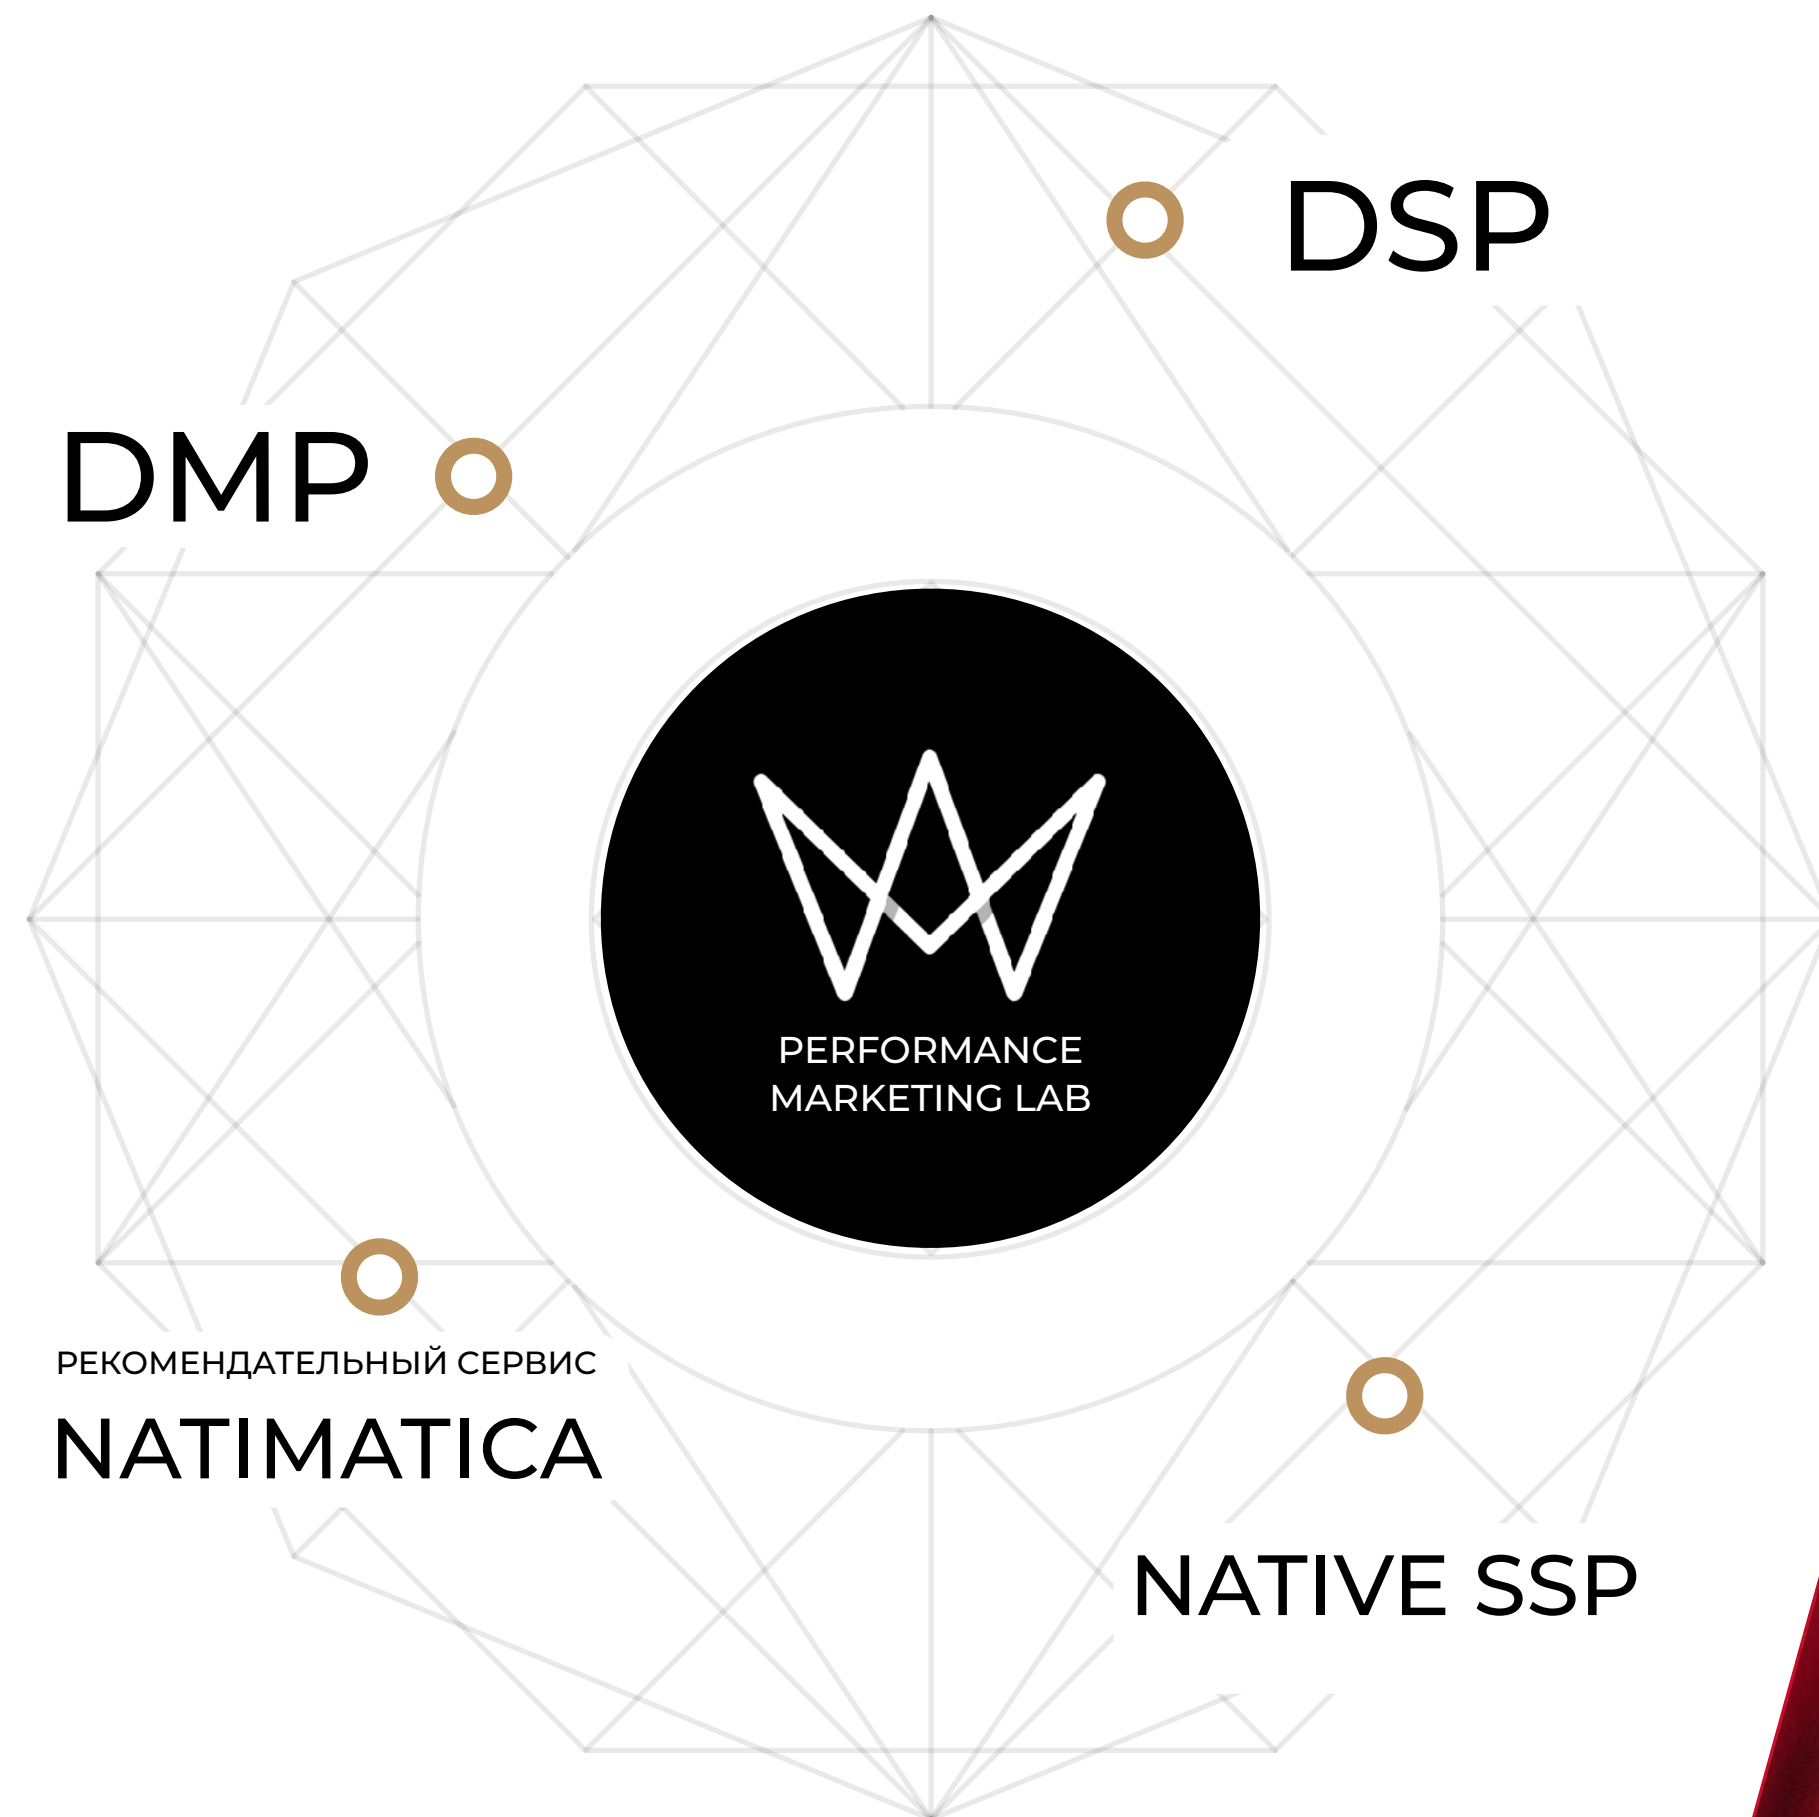 DSP
DMP
PERFORMANCE
MARKETING LAB
РЕКОМЕНДАТЕЛЬНЫЙ СЕРВИС
NATIMATICA
NATIVE SSP